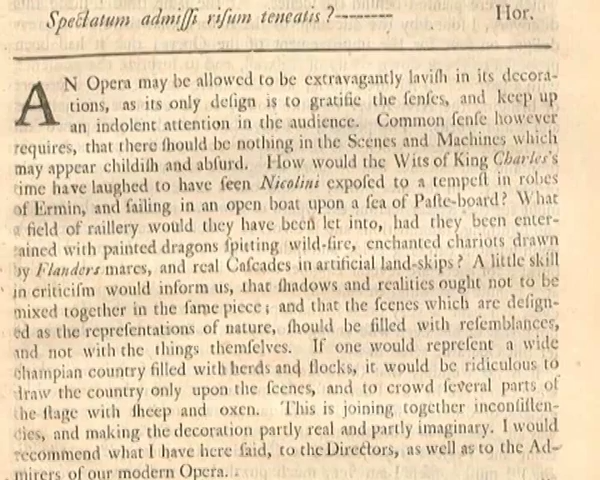 Spectatum admiſſi riſum teneatis ?-------- Hor.
AN Opera may be allowed to be extravagantly laviſh in its decora-
tions, as its only deſign is to gratifie the ſenſes, and keep up
an indolent attention in the audience. Common ſenſe however
requires, that there ſhould be nothing in the Scenes and Machines which
may appear childiſh and abſurd. How would the Wits of King Charles's
time have laughed to have ſeen Nicolini expoſed to a tempeſt in robes
of Ermin, and ſailing in an open boat upon a ſea of Paſte-board? What
a field of raillery would they have been let into, had they been enter-
tained with painted dragons ſpitting wild-fire, enchanted chariots drawn
by Flanders mares, and real Caſcades in artificial land-skips? A little skill
in criticiſm would inform us, that ſhadows and realities ought not to be
mixed together in the ſame piece; and that the ſcenes which are deſign-
ed as the repreſentations of nature, ſhould be filled with reſemblances,
and not with the things themſelves. If one would repreſent a wide
champian country filled with herds and flocks, it would be ridiculous to
draw the country only upon the ſcenes, and to crowd ſeveral parts of
the ſtage with ſheep and oxen. This is joining together inconſiſten-
cies, and making the decoration partly real and partly imaginary. I would
recommend what I have here ſaid, to the Directors, as well as to the Ad-
mirers of our modern Opera.